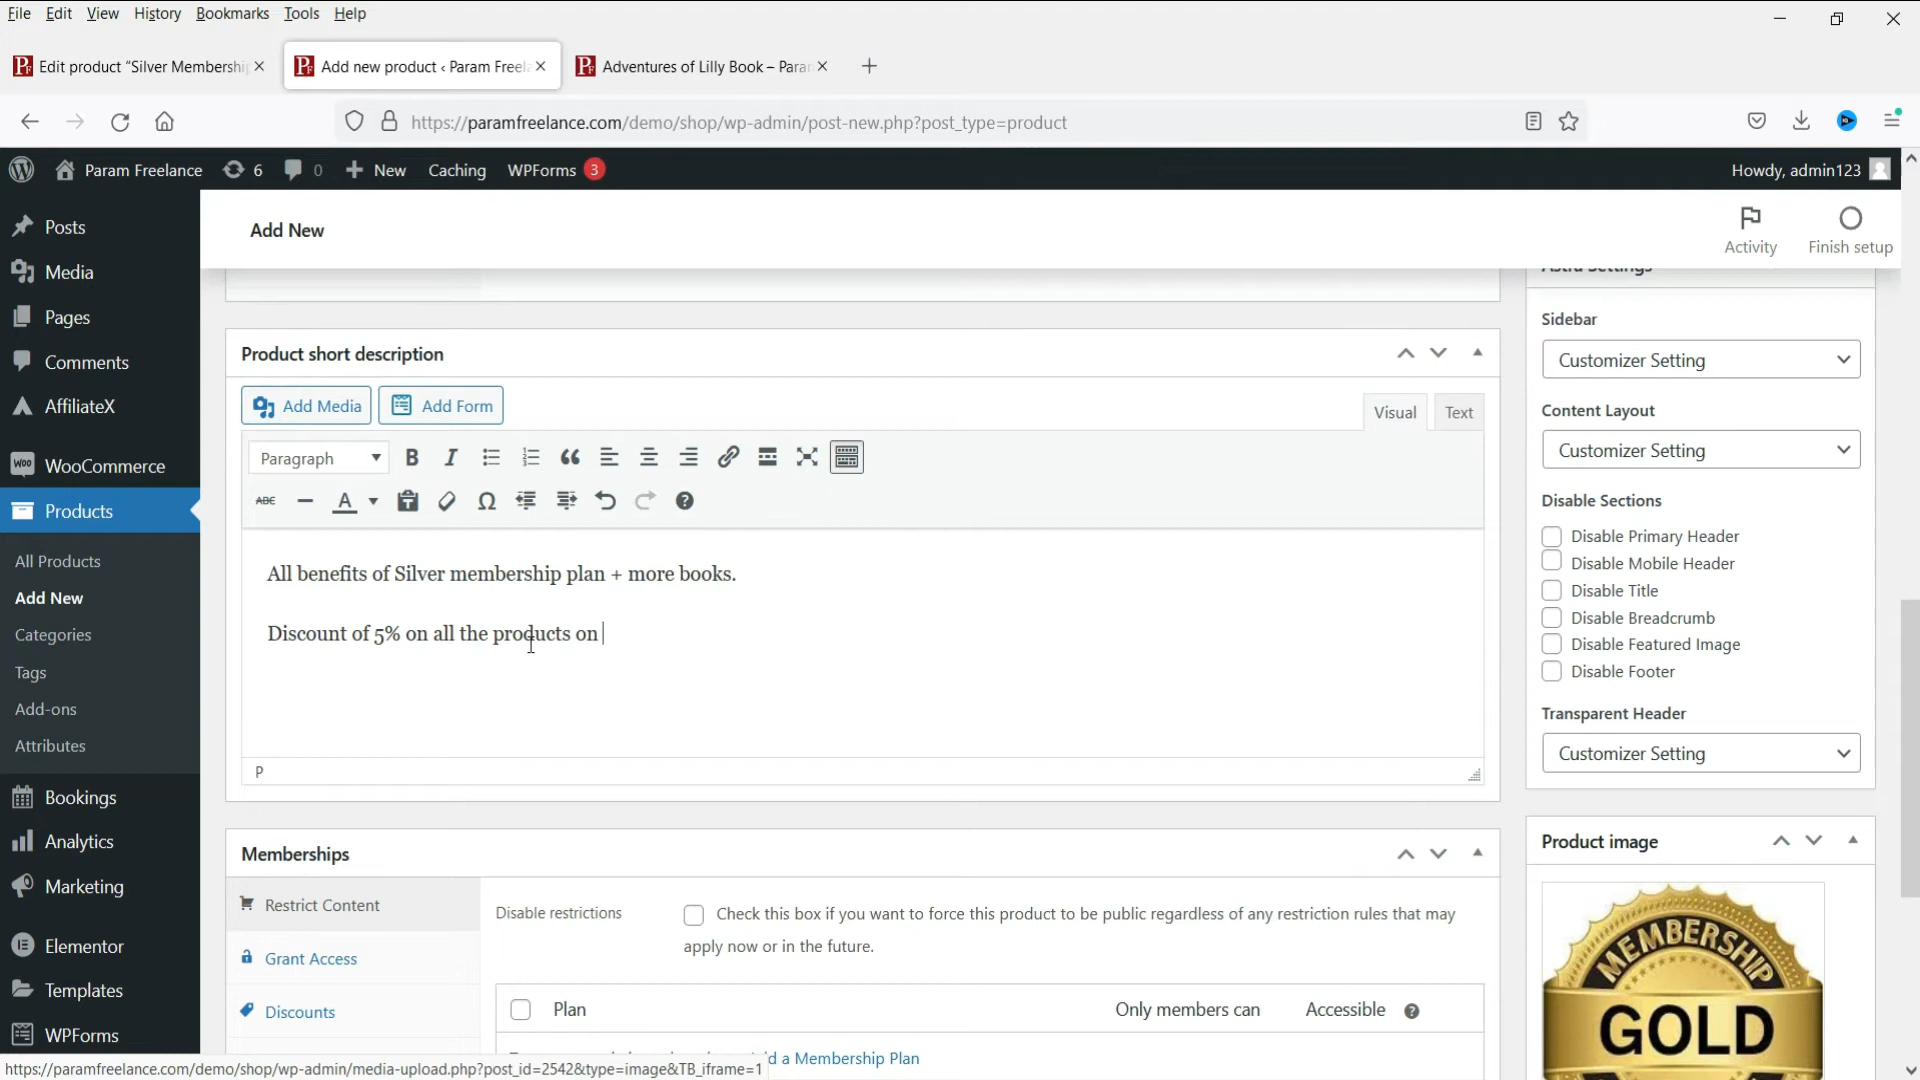 File Edit View History Bookmarks Tools Help
Edit product “Silver Membershi
Add new product ‹ Param Freela
Adventures of Lilly Book – Para
https://paramfreelance.com/demo/shop/wp-admin/post-new.php?post_type=product
Param Freelance 6 0 New Caching WPForms 3
Howdy, admin123
Posts
Media
Pages
Comments
AffiliateX
WooCommerce
Products
All Products
Add New
Categories
Tags
Add-ons
Attributes
Bookings
Analytics
Marketing
Elementor
Templates
WPForms
Add New
Activity
Finish setup
Product short description
Add Media
Add Form
Visual
Text
Paragraph
ABC
All benefits of Silver membership plan + more books.
Discount of 5% on all the products on
P
Memberships
Restrict Content
Grant Access
Discounts
Disable restrictions
Check this box if you want to force this product to be public regardless of any restriction rules that may
apply now or in the future.
Plan
Only members can
Accessible
d a Membership Plan
Astra Settings
Sidebar
Customizer Setting
Content Layout
Customizer Setting
Disable Sections
Disable Primary Header
Disable Mobile Header
Disable Title
Disable Breadcrumb
Disable Featured Image
Disable Footer
Transparent Header
Customizer Setting
Product image
MEMBERSHIP
GOLD
https://paramfreelance.com/demo/shop/wp-admin/media-upload.php?post_id=2542&type=image&TB_iframe=1